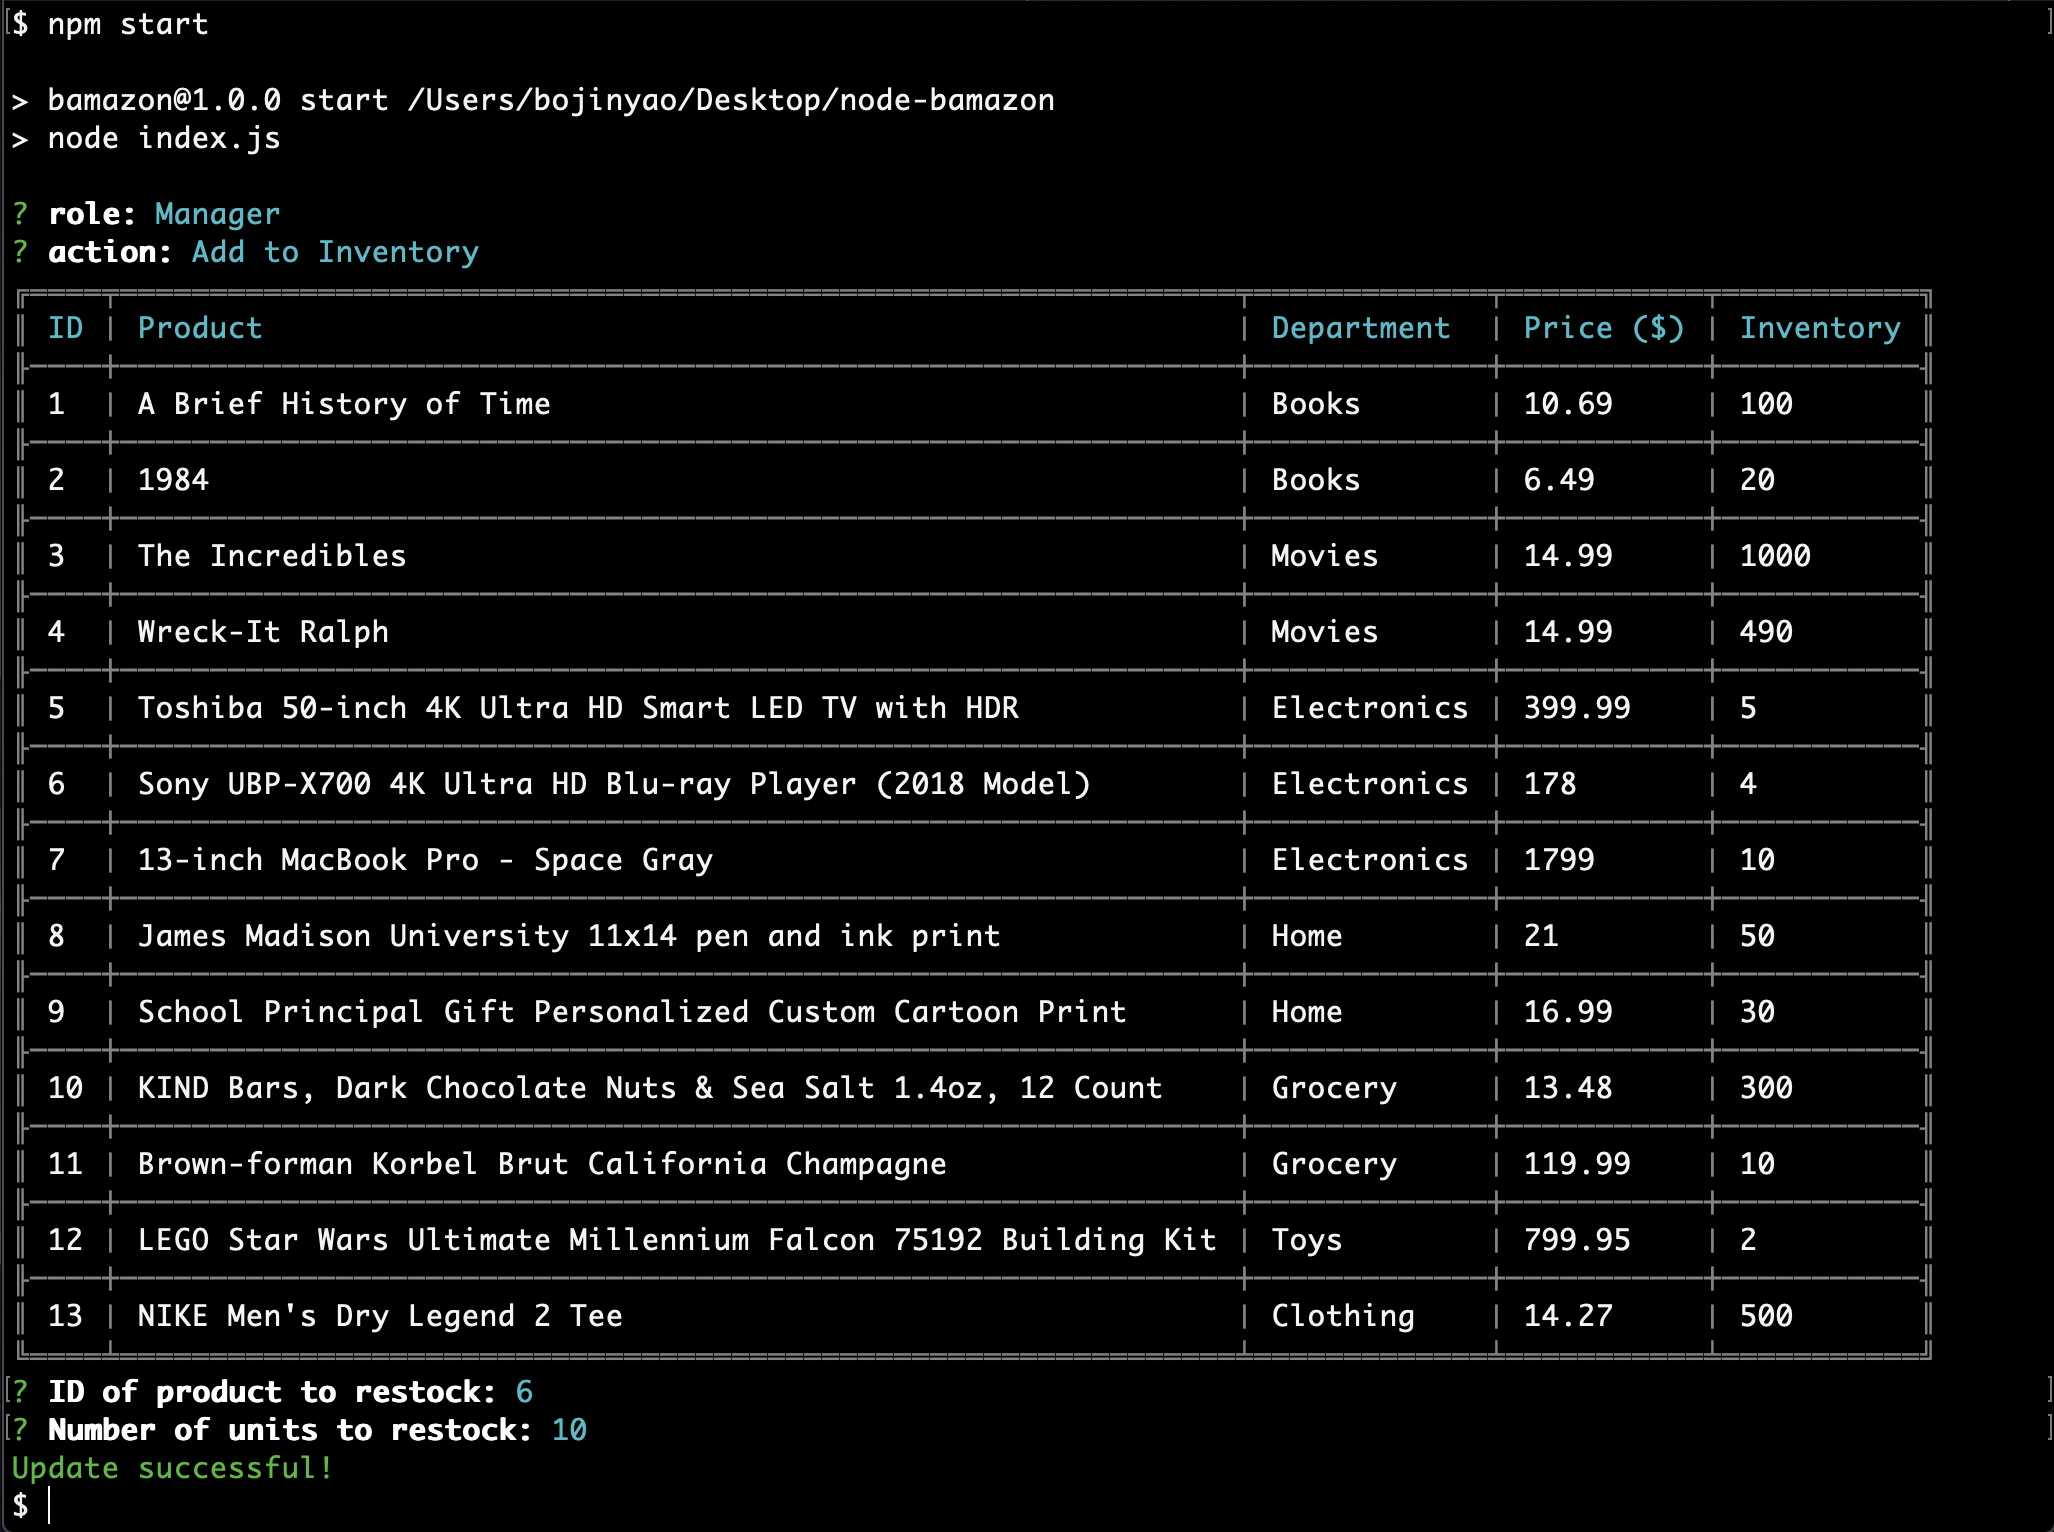 $ npm start
> bamazon@1.0.0 start /Users/bojinyao/Desktop/node-bamazon
> node index.js
? role: Manager
? action: Add to Inventory
ID Product Department Price ($) Inventory
1 A Brief History of Time Books 10.69 100
2 1984 Books 6.49 20
3 The Incredibles Movies 14.99 1000
4 Wreck-It Ralph Movies 14.99 490
5 Toshiba 50-inch 4K Ultra HD Smart LED TV with HDR Electronics 399.99 5
6 Sony UBP-X700 4K Ultra HD Blu-ray Player (2018 Model) Electronics 178 4
7 13-inch MacBook Pro - Space Gray Electronics 1799 10
8 James Madison University 11x14 pen and ink print Home 21 50
9 School Principal Gift Personalized Custom Cartoon Print Home 16.99 30
10 KIND Bars, Dark Chocolate Nuts & Sea Salt 1.4oz, 12 Count Grocery 13.48 300
11 Brown-forman Korbel Brut California Champagne Grocery 119.99 10
12 LEGO Star Wars Ultimate Millennium Falcon 75192 Building Kit Toys 799.95 2
13 NIKE Men's Dry Legend 2 Tee Clothing 14.27 500
? ID of product to restock: 6
? Number of units to restock: 10
Update successful!
$